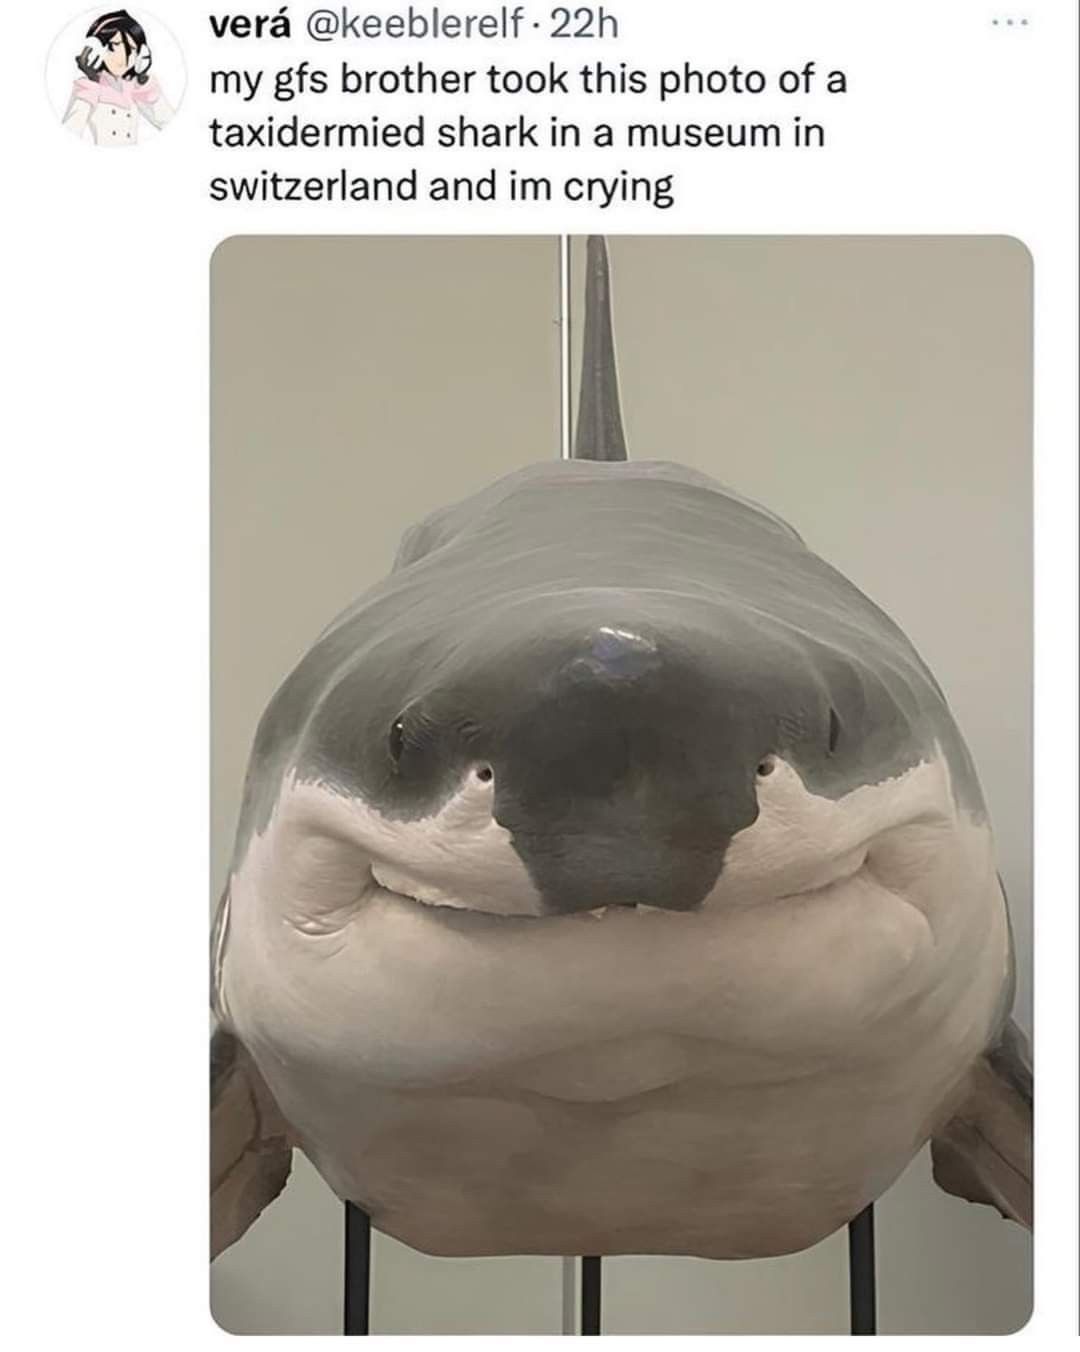 verá @keeblerelf · 22h
my gfs brother took this photo of a
taxidermied shark in a museum in
switzerland and im crying